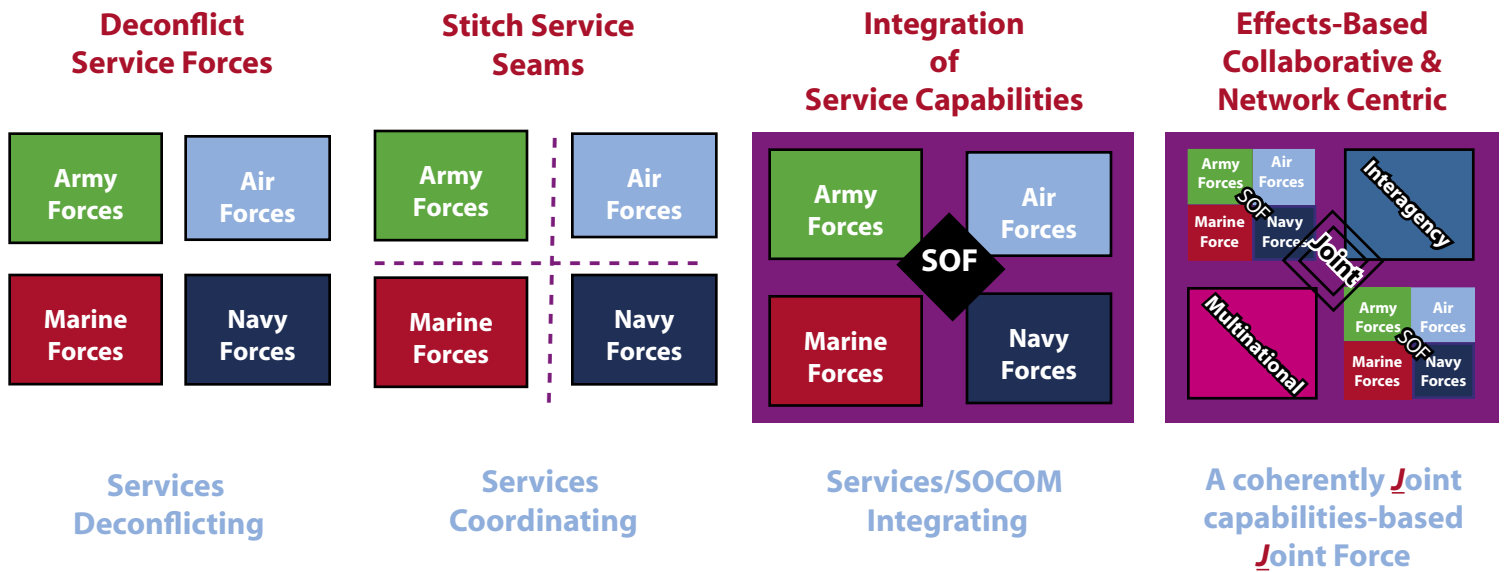 Deconflict
Service Forces
Army
Forces
Air
Forces
Marine
Forces
Navy
Forces
Services
Deconflicting
Stitch Service
Seams
Army
Forces
Air
Forces
Marine
Forces
Navy
Forces
Services
Coordinating
Integration
of
Service Capabilities
Army
Forces
Air
Forces
SOF
Marine
Forces
Navy
Forces
Services/SOCOM
Integrating
Effects-Based
Collaborative &
Network Centric
Army
Forces
Air
Forces
SOF
Marine
Force
Navy
Forces
Interagency
Joint
Multinational
Army
Forces
Air
Forces
SOF
Marine
Forces
Navy
Forces
A coherently Joint
capabilities-based
Joint Force